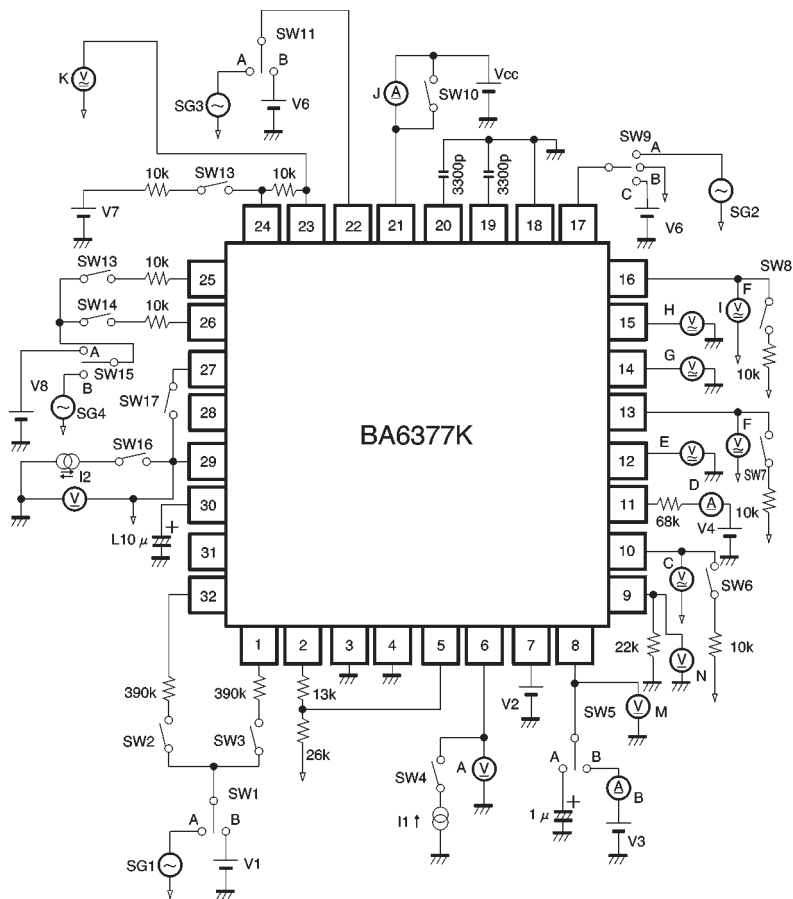 SW11
A
B
K
V
SG3
V6
J
A
SW10
Vcc
SW9
A
B
C
V6
SG2
3300p
3300p
10k
SW13
10k
V7
24
23
22
21
20
19
18
17
SW13
10k
25
SW14
10k
26
A
SW15
B
V8
SG4
27
SW17
28
SW16
29
I2
V
L10 μ
+
30
31
32
BA6377K
16
F
SW8
I
V
H
V
15
10k
G
V
14
13
F
V
SW7
E
V
12
D
11
68k
A
10k
V4
10
C
V
SW6
9
22k
V
N
10k
1
2
3
4
5
6
7
8
390k
390k
13k
SW2
SW3
26k
SW1
A
B
SG1
V1
SW4
A
V
I1 ↑
V2
SW5
V
M
A
B
A
B
1 μ
+
V3